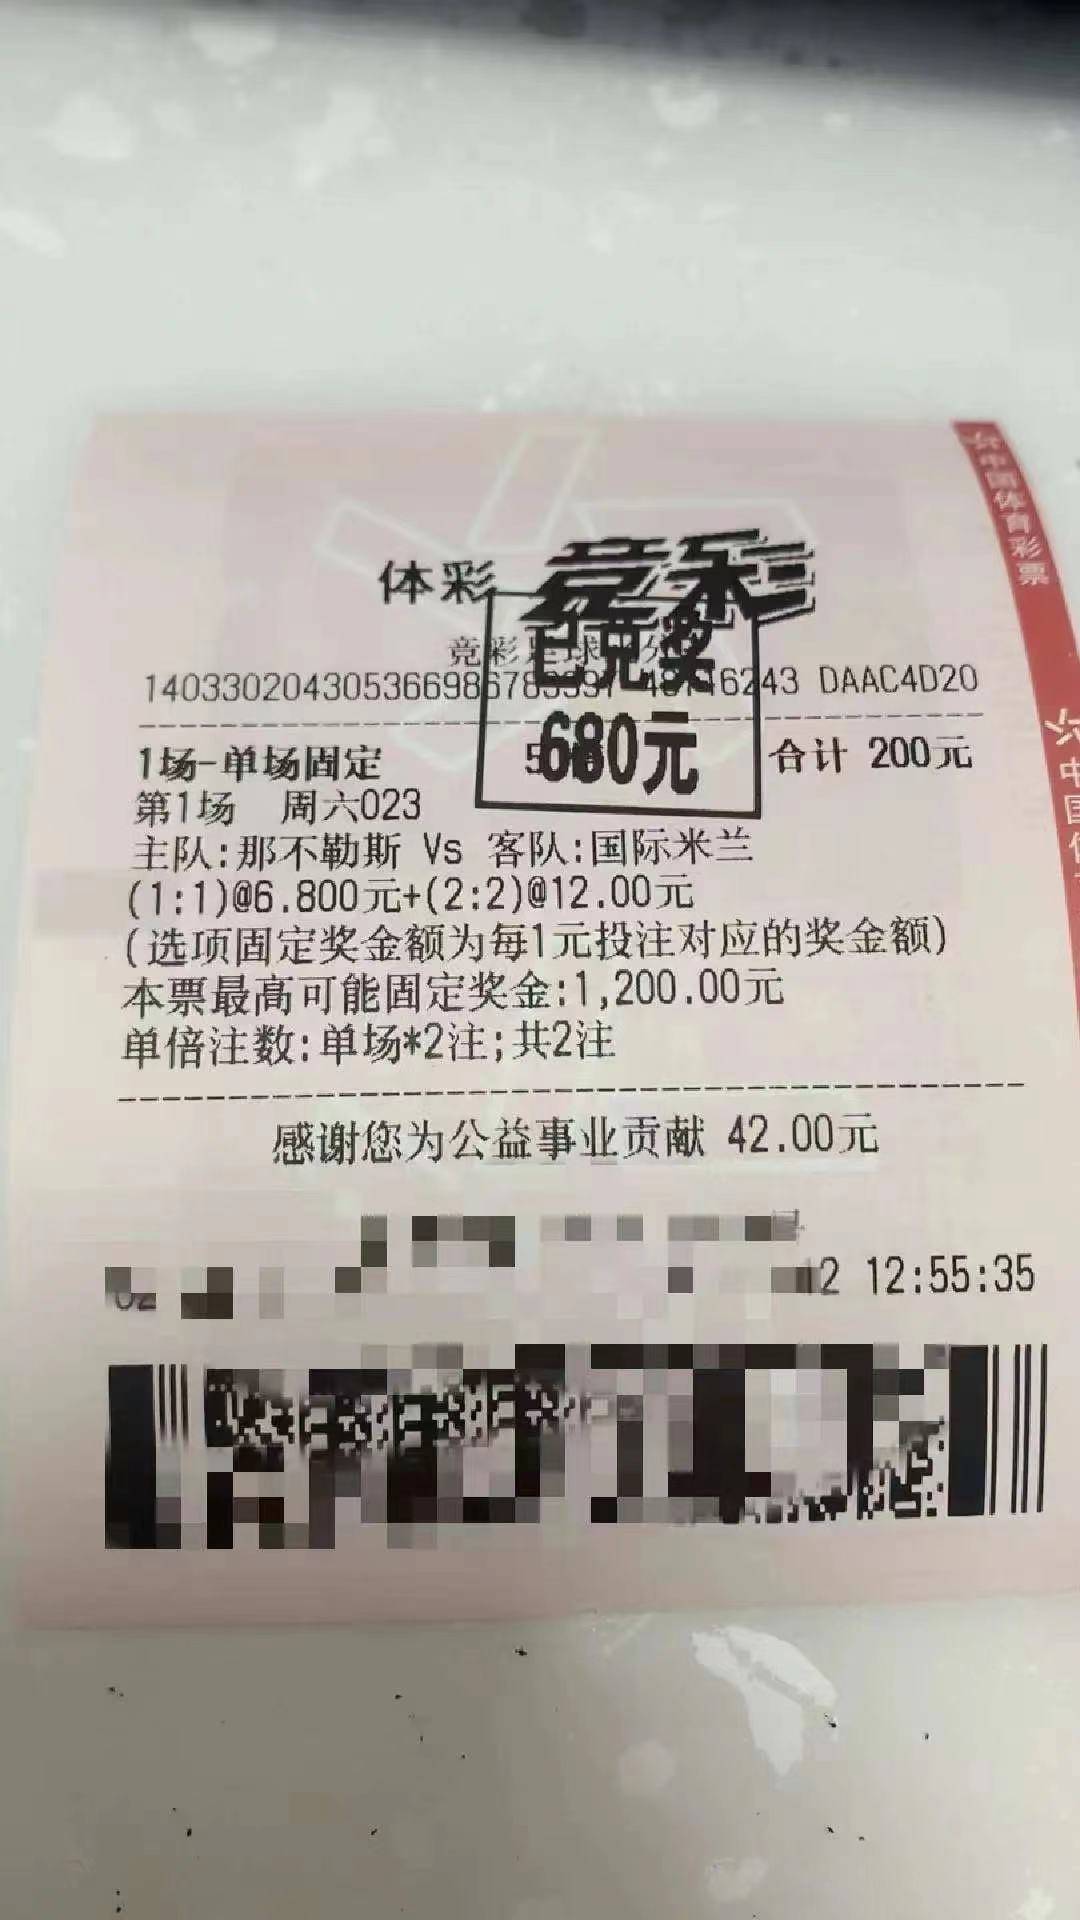 中国体育彩票
体彩 竞彩
已兑奖
680元
1场-单场固定
合计 200元
第1场 周六023
主队:那不勒斯 Vs 客队:国际米兰
(1:1)@6.800元+(2:2)@12.00元
(选项固定奖金额为每1元投注对应的奖金额)
本票最高可能固定奖金:1,200.00元
单倍注数:单场*2注;共2注
感谢您为公益事业贡献 42.00元
12:55:35
DAAC4D20